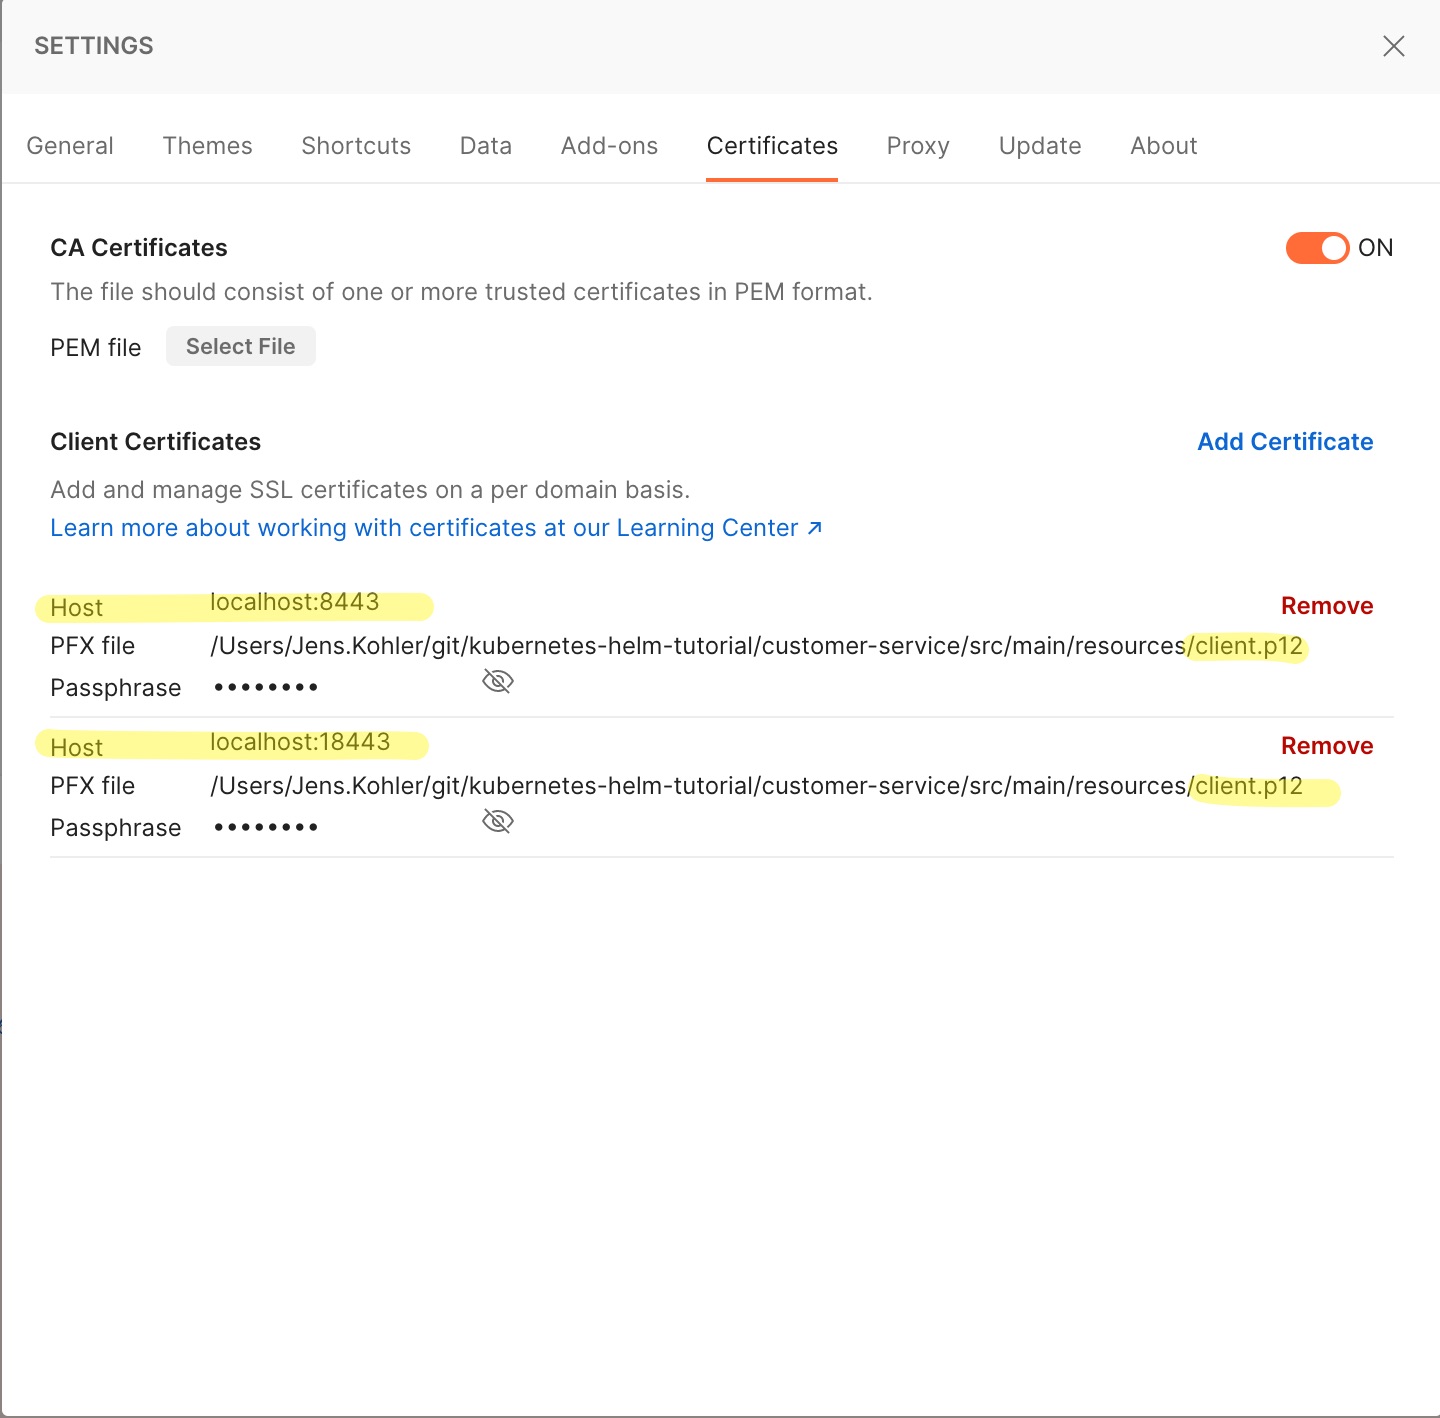 SETTINGS
General Themes Shortcuts Data Add-ons Certificates Proxy Update About
CA Certificates ON
The file should consist of one or more trusted certificates in PEM format.
PEM file Select File
Client Certificates Add Certificate
Add and manage SSL certificates on a per domain basis.
Learn more about working with certificates at our Learning Center ↗
Host localhost:8443 Remove
PFX file /Users/Jens.Kohler/git/kubernetes-helm-tutorial/customer-service/src/main/resources/client.p12
Passphrase ••••••••
Host localhost:18443 Remove
PFX file /Users/Jens.Kohler/git/kubernetes-helm-tutorial/customer-service/src/main/resources/client.p12
Passphrase ••••••••